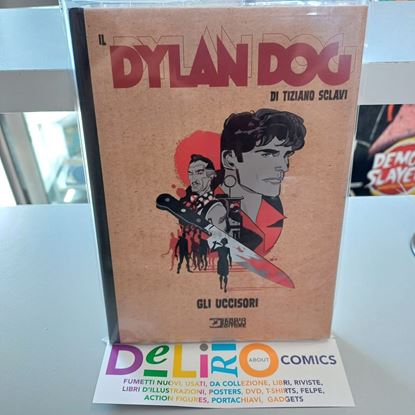 IL
DYLAN DOG
DI TIZIANO SCLAVI
GLI UCCISORI
SERGIO
BONELLI
EDITORE
DEMON
SLAYER
DeLiRio ABOUT COMICS
FUMETTI NUOVI, USATI, DA COLLEZIONE, LIBRI, RIVISTE,
LIBRI D'ILLUSTRAZIONI, POSTERS, DVD, T-SHIRTS, FELPE,
ACTION FIGURES, PORTACHIAVI, GADGETS